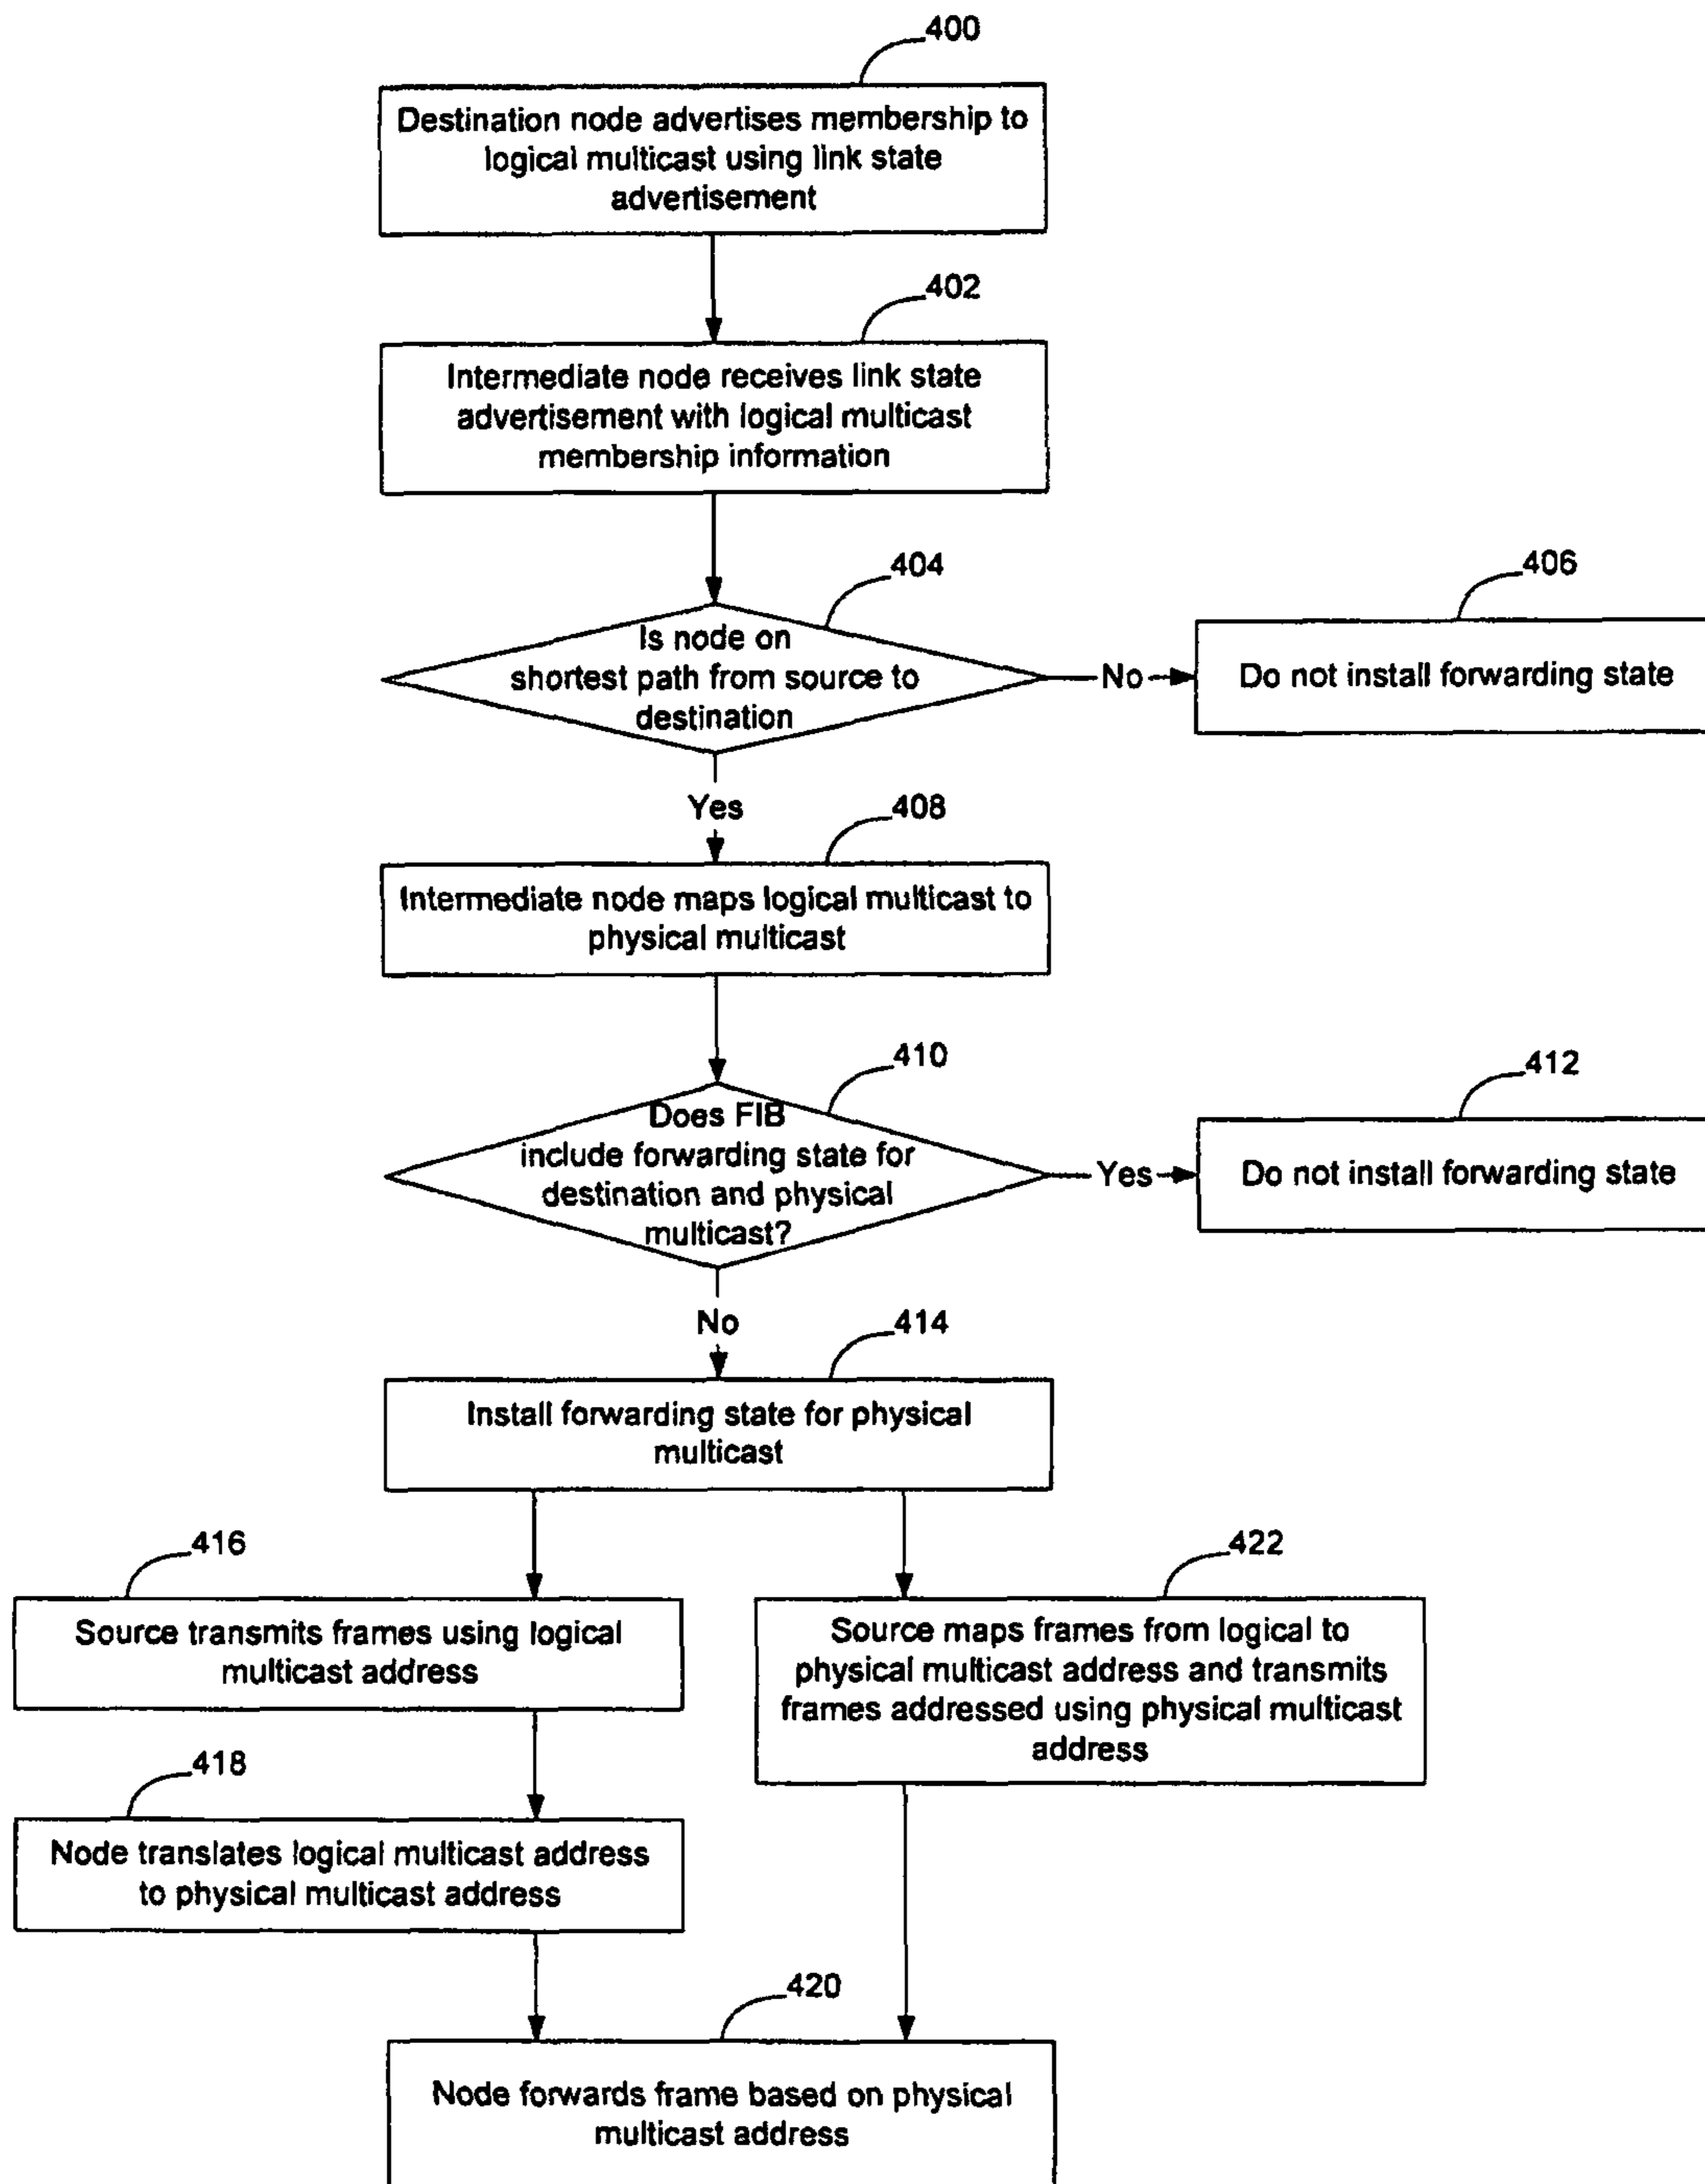 400
Destination node advertises membership to
logical multicast using link state
advertisement
402
Intermediate node receives link state
advertisement with logical multicast
membership information
404
Is node on
shortest path from source to
destination
No
406
Do not install forwarding state
Yes
408
Intermediate node maps logical multicast to
physical multicast
410
Does FIB
include forwarding state for
destination and physical
multicast?
Yes
412
Do not install forwarding state
No
414
Install forwarding state for physical
multicast
416
Source transmits frames using logical
multicast address
422
Source maps frames from logical to
physical multicast address and transmits
frames addressed using physical multicast
address
418
Node translates logical multicast address
to physical multicast address
420
Node forwards frame based on physical
multicast address